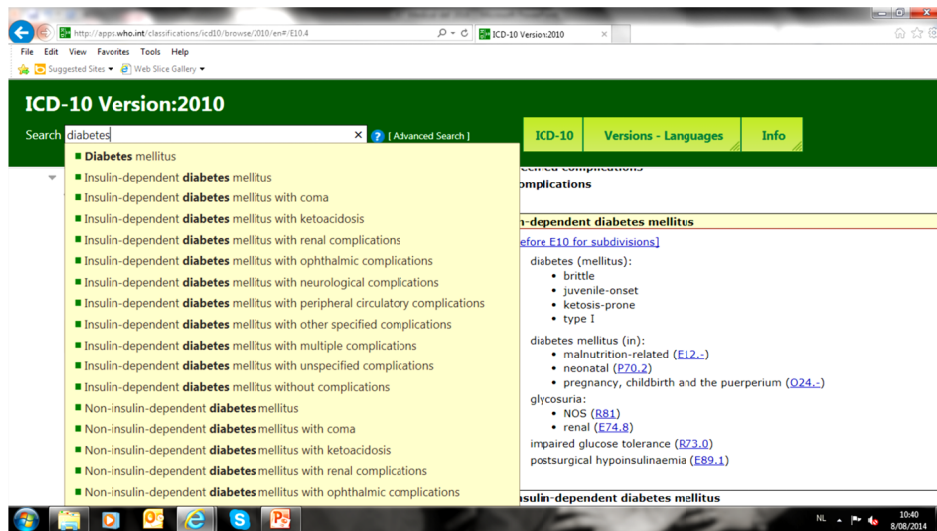 http://apps.who.int/classifications/icd10/browse/2010/en#/E10.4
ICD-10 Version:2010
File Edit View Favorites Tools Help
Suggested Sites Web Slice Gallery
ICD-10 Version:2010
Search diabetes
[ Advanced Search ]
ICD-10 Versions - Languages Info
Diabetes mellitus
Insulin-dependent diabetes mellitus
Insulin-dependent diabetes mellitus with coma
Insulin-dependent diabetes mellitus with ketoacidosis
Insulin-dependent diabetes mellitus with renal complications
Insulin-dependent diabetes mellitus with ophthalmic complications
Insulin-dependent diabetes mellitus with neurological complications
Insulin-dependent diabetes mellitus with peripheral circulatory complications
Insulin-dependent diabetes mellitus with other specified complications
Insulin-dependent diabetes mellitus with multiple complications
Insulin-dependent diabetes mellitus with unspecified complications
Insulin-dependent diabetes mellitus without complications
Non-insulin-dependent diabetes mellitus
Non-insulin-dependent diabetes mellitus with coma
Non-insulin-dependent diabetes mellitus with ketoacidosis
Non-insulin-dependent diabetes mellitus with renal complications
Non-insulin-dependent diabetes mellitus with ophthalmic complications
complications
omplications
n-dependent diabetes mellitus
efore E10 for subdivisions]
diabetes (mellitus):
• brittle
• juvenile-onset
• ketosis-prone
• type I
diabetes mellitus (in):
• malnutrition-related (E12.-)
• neonatal (P70.2)
• pregnancy, childbirth and the puerperium (O24.-)
glycosuria:
• NOS (R81)
• renal (E74.8)
impaired glucose tolerance (R73.0)
postsurgical hypoinsulinaemia (E89.1)
nsulin-dependent diabetes mellitus
NL
10:40
8/08/2014